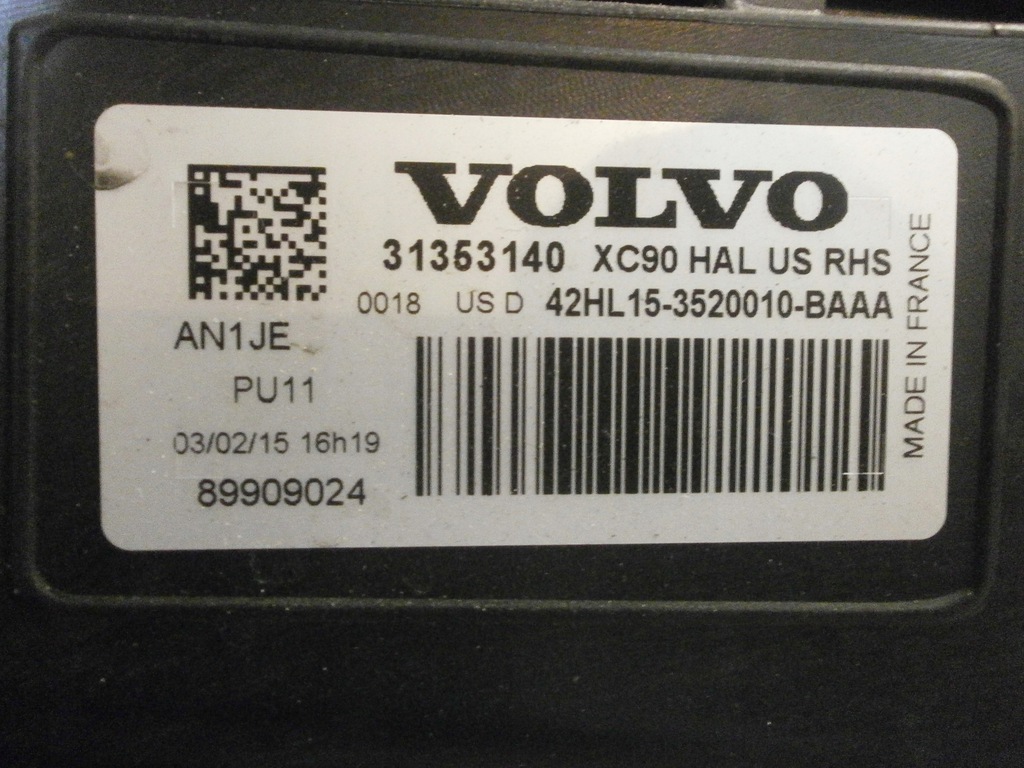 VOLVO
31353140 XC90 HAL US RHS
0018 US D 42HL15-3520010-BAAA
AN1JE
PU11
03/02/15 16h19
89909024
MADE IN FRANCE